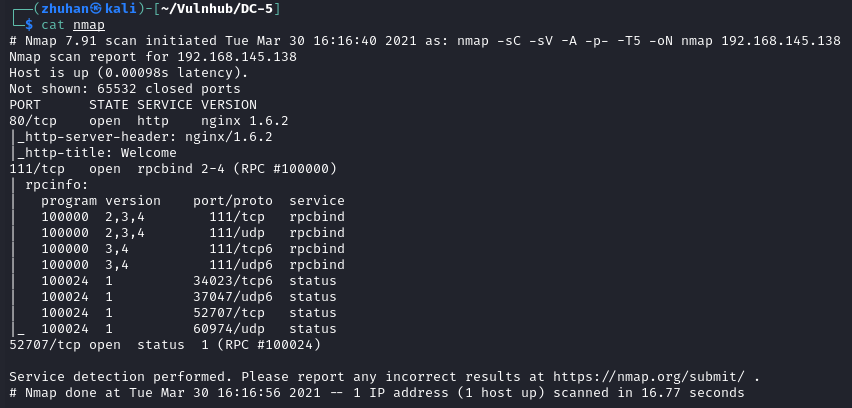 ┌──(zhuhan㉿kali)-[~/Vulnhub/DC-5]
└─$ cat nmap
# Nmap 7.91 scan initiated Tue Mar 30 16:16:40 2021 as: nmap -sC -sV -A -p- -T5 -oN nmap 192.168.145.138
Nmap scan report for 192.168.145.138
Host is up (0.00098s latency).
Not shown: 65532 closed ports
PORT      STATE SERVICE VERSION
80/tcp    open  http    nginx 1.6.2
|_http-server-header: nginx/1.6.2
|_http-title: Welcome
111/tcp   open  rpcbind 2-4 (RPC #100000)
| rpcinfo:
|   program version    port/proto  service
|   100000  2,3,4        111/tcp   rpcbind
|   100000  2,3,4        111/udp   rpcbind
|   100000  3,4          111/tcp6  rpcbind
|   100000  3,4          111/udp6  rpcbind
|   100024  1          34023/tcp6  status
|   100024  1          37047/udp6  status
|   100024  1          52707/tcp   status
|_  100024  1          60974/udp   status
52707/tcp open  status  1 (RPC #100024)

Service detection performed. Please report any incorrect results at https://nmap.org/submit/ .
# Nmap done at Tue Mar 30 16:16:56 2021 -- 1 IP address (1 host up) scanned in 16.77 seconds